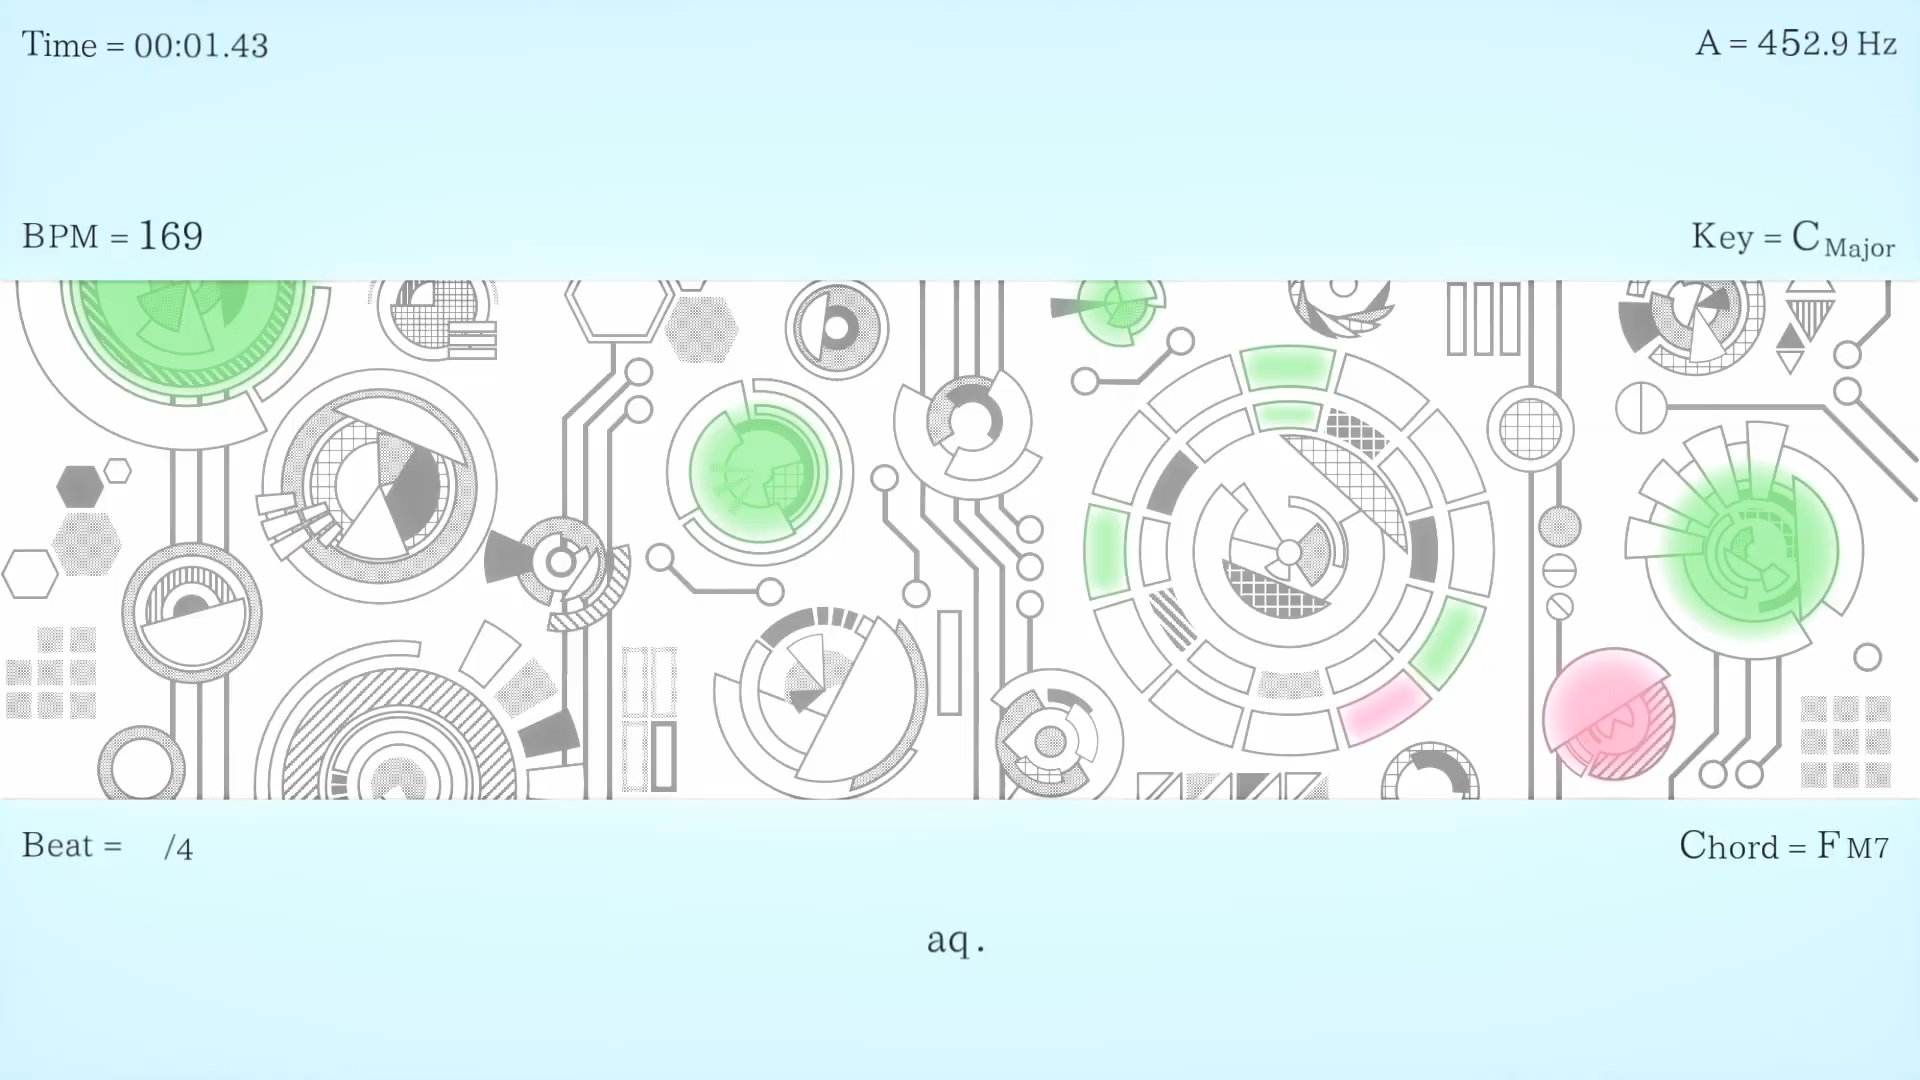 Time = 00:01.43
A = 452.9 Hz
BPM = 169
Key = C Major
Beat = /4
Chord = F M7
aq.